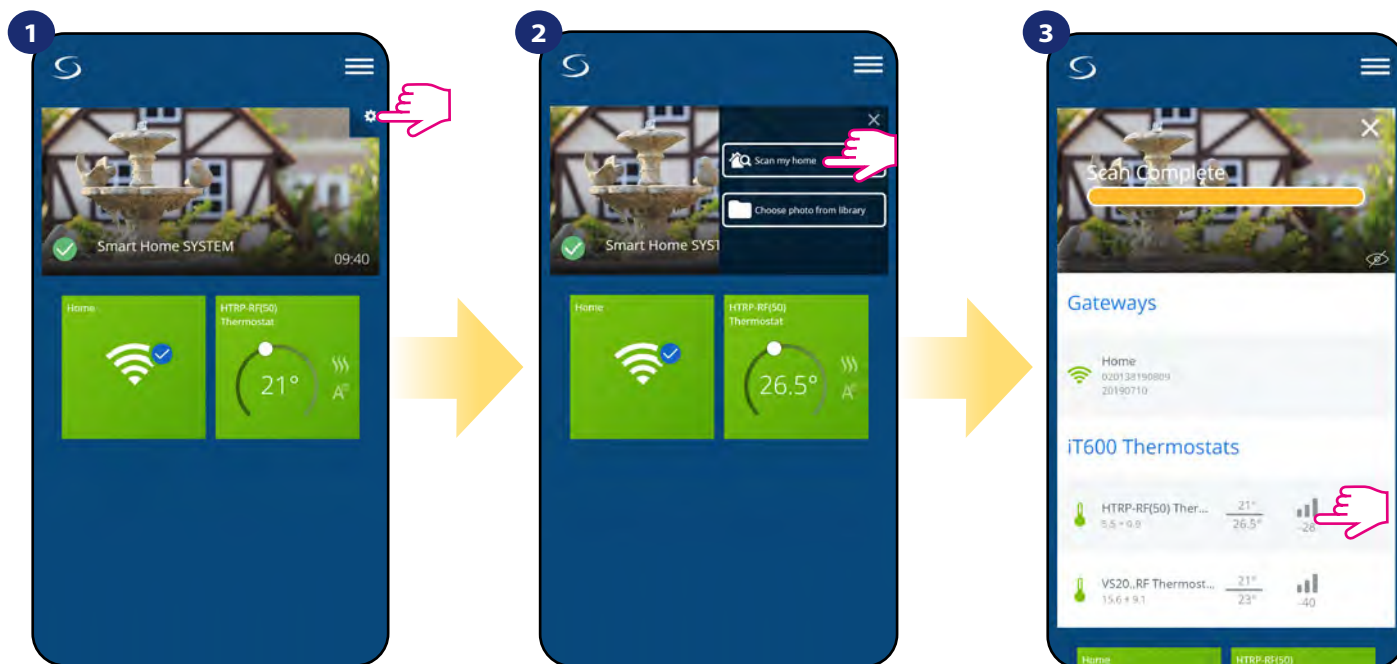 1
Smart Home SYSTEM
09:40
Home
HTRP-RF(50)
Thermostat
21°
A
2
Scan my home
Choose photo from library
Smart Home SYST
Home
HTRP-RF(50)
Thermostat
26.5°
A
3
Scan Complete
Gateways
Home
020138190809
20190710
iT600 Thermostats
HTRP-RF(50) Ther...
21°
5.5 + 0.9
26.5°
-28
VS20..RF Thermost...
21°
15.6 + 9.1
23°
-40
Home
HTRP-RF(50)